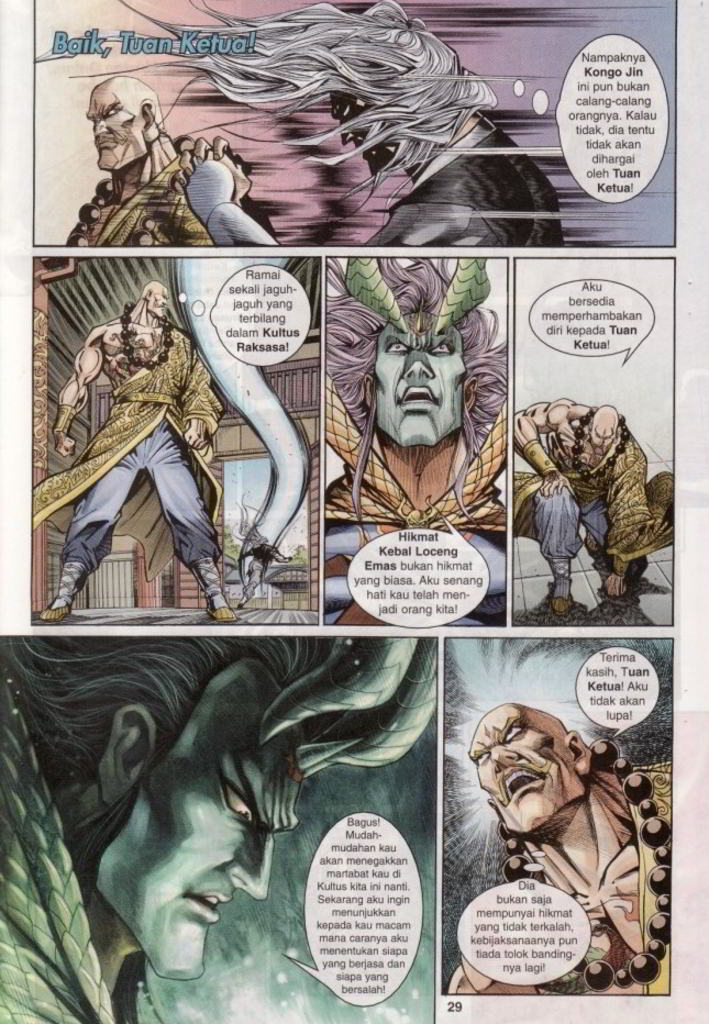 Baik, Tuan Ketua!
Nampaknya
Kongo Jin
ini pun bukan
calang-calang
orangnya. Kalau
tidak, dia tentu
tidak akan
dihargai
oleh Tuan
Ketua!
Ramai
sekali jaguh-
jaguh yang
terbilang
dalam Kultus
Raksasa!
Hikmat
Kebal Loceng
Emas bukan hikmat
yang biasa. Aku senang
hati kau telah men-
jadi orang kita!
Aku
bersedia
memperhambakan
diri kepada Tuan
Ketua!
Bagus!
Mudah-
mudahan kau
akan menegakkan
martabat kau di
Kultus kita ini nanti.
Sekarang aku ingin
menunjukkan
kepada kau macam
mana caranya aku
menentukan siapa
yang berjasa dan
siapa yang
bersalah!
Terima
kasih, Tuan
Ketua! Aku
tidak akan
lupa!
Dia
bukan saja
mempunyai hikmat
yang tidak terkalah,
kebijaksanaanya pun
tiada tolok banding-
nya lagi!
29